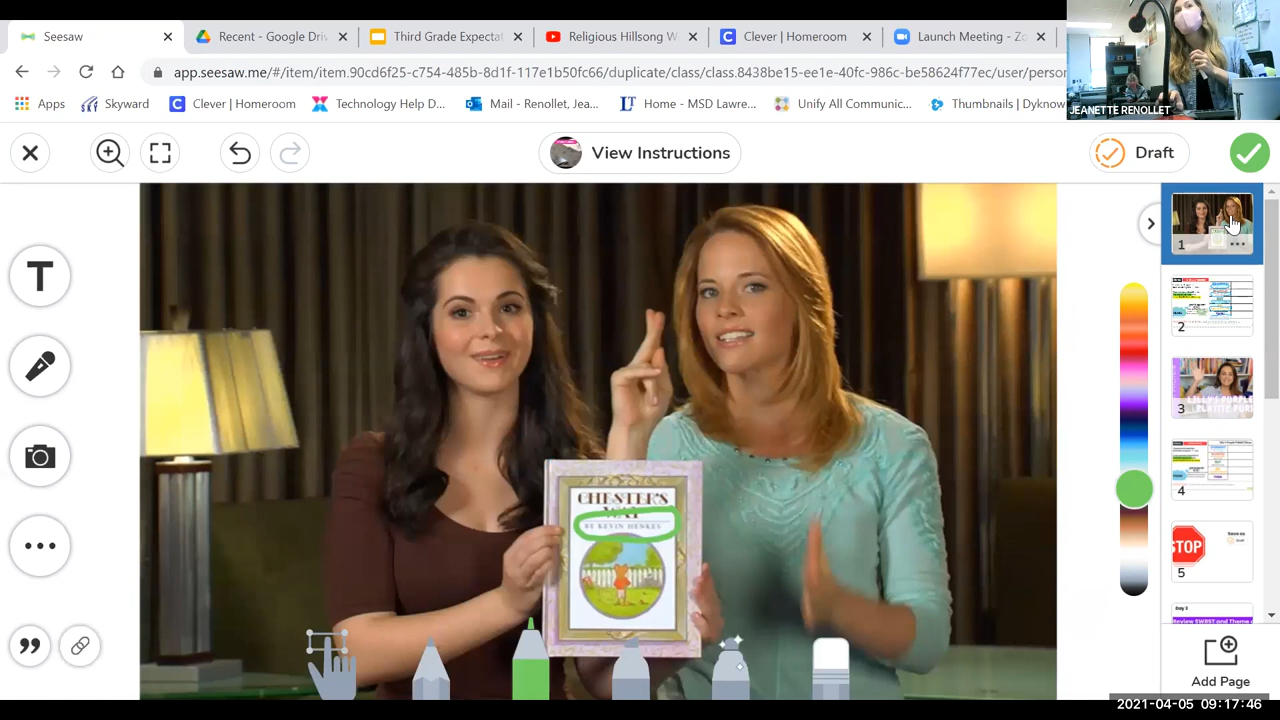 Seesaw
Recent - Google Driv
Third Grade Expectat
Religious Hillsong W
Clever | Homeroom
Launch Meeting - Zo
app.seesaw.me/#/item/item.90cd6f25-c754-485b-8d1
/duplicate/class/class.8438be15-ee1e-40fc-986c-be58624f77ec/user/person
JEANETTE RENOLLET
Apps
Skyward
Clever | Homeroom
Technology Help D...
Mail - Renollet, Jea...
Home - MSD Lawre...
Unify All Communic...
Thumbnails | Dyknow
View Instructions
Draft
T
CHESTER'S
WAY
BY KEVIN HENKES
1
2
3
4
STOP
5
Day 3
Add Page
2021-04-05 09:17:46